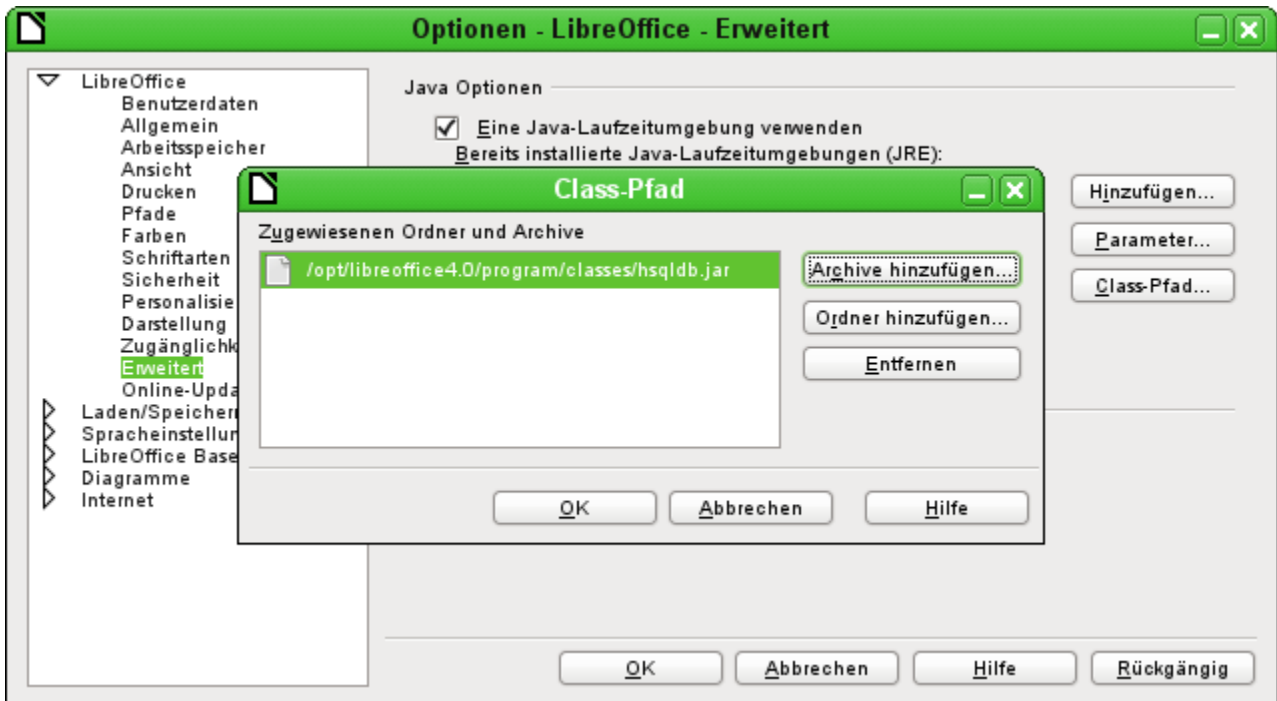 Optionen - LibreOffice - Erweitert
LibreOffice
Benutzerdaten
Allgemein
Arbeitsspeicher
Ansicht
Drucken
Pfade
Farben
Schriftarten
Sicherheit
Personalisie
Darstellung
Zugänglichk
Erweitert
Online-Upda
Laden/Speichern
Spracheinstellun
LibreOffice Base
Diagramme
Internet
Java Optionen
Eine Java-Laufzeitumgebung verwenden
Bereits installierte Java-Laufzeitumgebungen (JRE):
Hinzufügen...
Parameter...
Class-Pfad...
Class-Pfad
Zugewiesenen Ordner und Archive
/opt/libreoffice4.0/program/classes/hsqldb.jar
Archive hinzufügen...
Ordner hinzufügen...
Entfernen
OK Abbrechen Hilfe
OK Abbrechen Hilfe Rückgängig